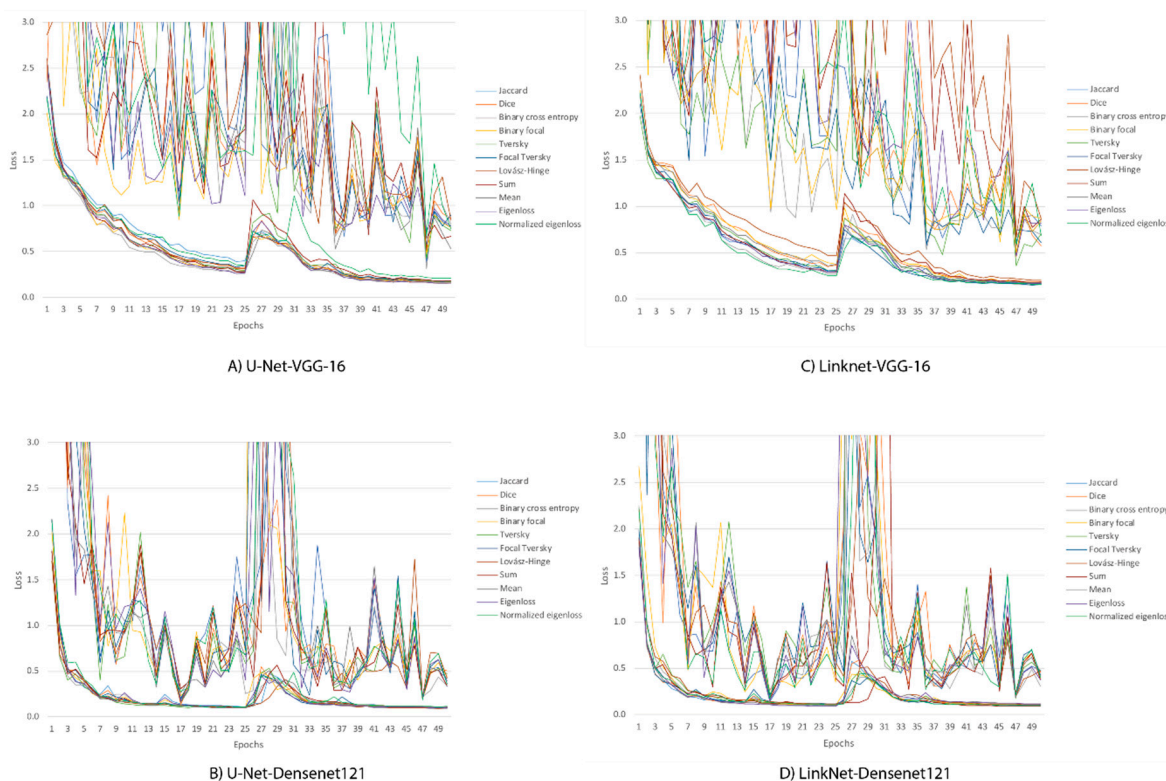 3.0
2.5
2.0
1.5
1.0
0.5
0.0
Loss
1 3 5 7 9 11 13 15 17 19 21 23 25 27 29 31 33 35 37 39 41 43 45 47 49
Epochs
Jaccard
Dice
Binary cross entropy
Binary focal
Tversky
Focal Tversky
Lovász-Hinge
Sum
Mean
Eigenloss
Normalized eigenloss
A) U-Net-VGG-16
3.0
2.5
2.0
1.5
1.0
0.5
0.0
Loss
1 3 5 7 9 11 13 15 17 19 21 23 25 27 29 31 33 35 37 39 41 43 45 47 49
Epochs
Jaccard
Dice
Binary cross entropy
Binary focal
Tversky
Focal Tversky
Lovász-Hinge
Sum
Mean
Eigenloss
Normalized eigenloss
C) Linknet-VGG-16
3.0
2.5
2.0
1.5
1.0
0.5
0.0
Loss
1 3 5 7 9 11 13 15 17 19 21 23 25 27 29 31 33 35 37 39 41 43 45 47 49
Epochs
Jaccard
Dice
Binary cross entropy
Binary focal
Tversky
Focal Tversky
Lovász-Hinge
Sum
Mean
Eigenloss
Normalized eigenloss
B) U-Net-Densenet121
3.0
2.5
2.0
1.5
1.0
0.5
0.0
Loss
1 3 5 7 9 11 13 15 17 19 21 23 25 27 29 31 33 35 37 39 41 43 45 47 49
Epochs
Jaccard
Dice
Binary cross entropy
Binary focal
Tversky
Focal Tversky
Lovász-Hinge
Sum
Mean
Eigenloss
Normalized eigenloss
D) LinkNet-Densenet121